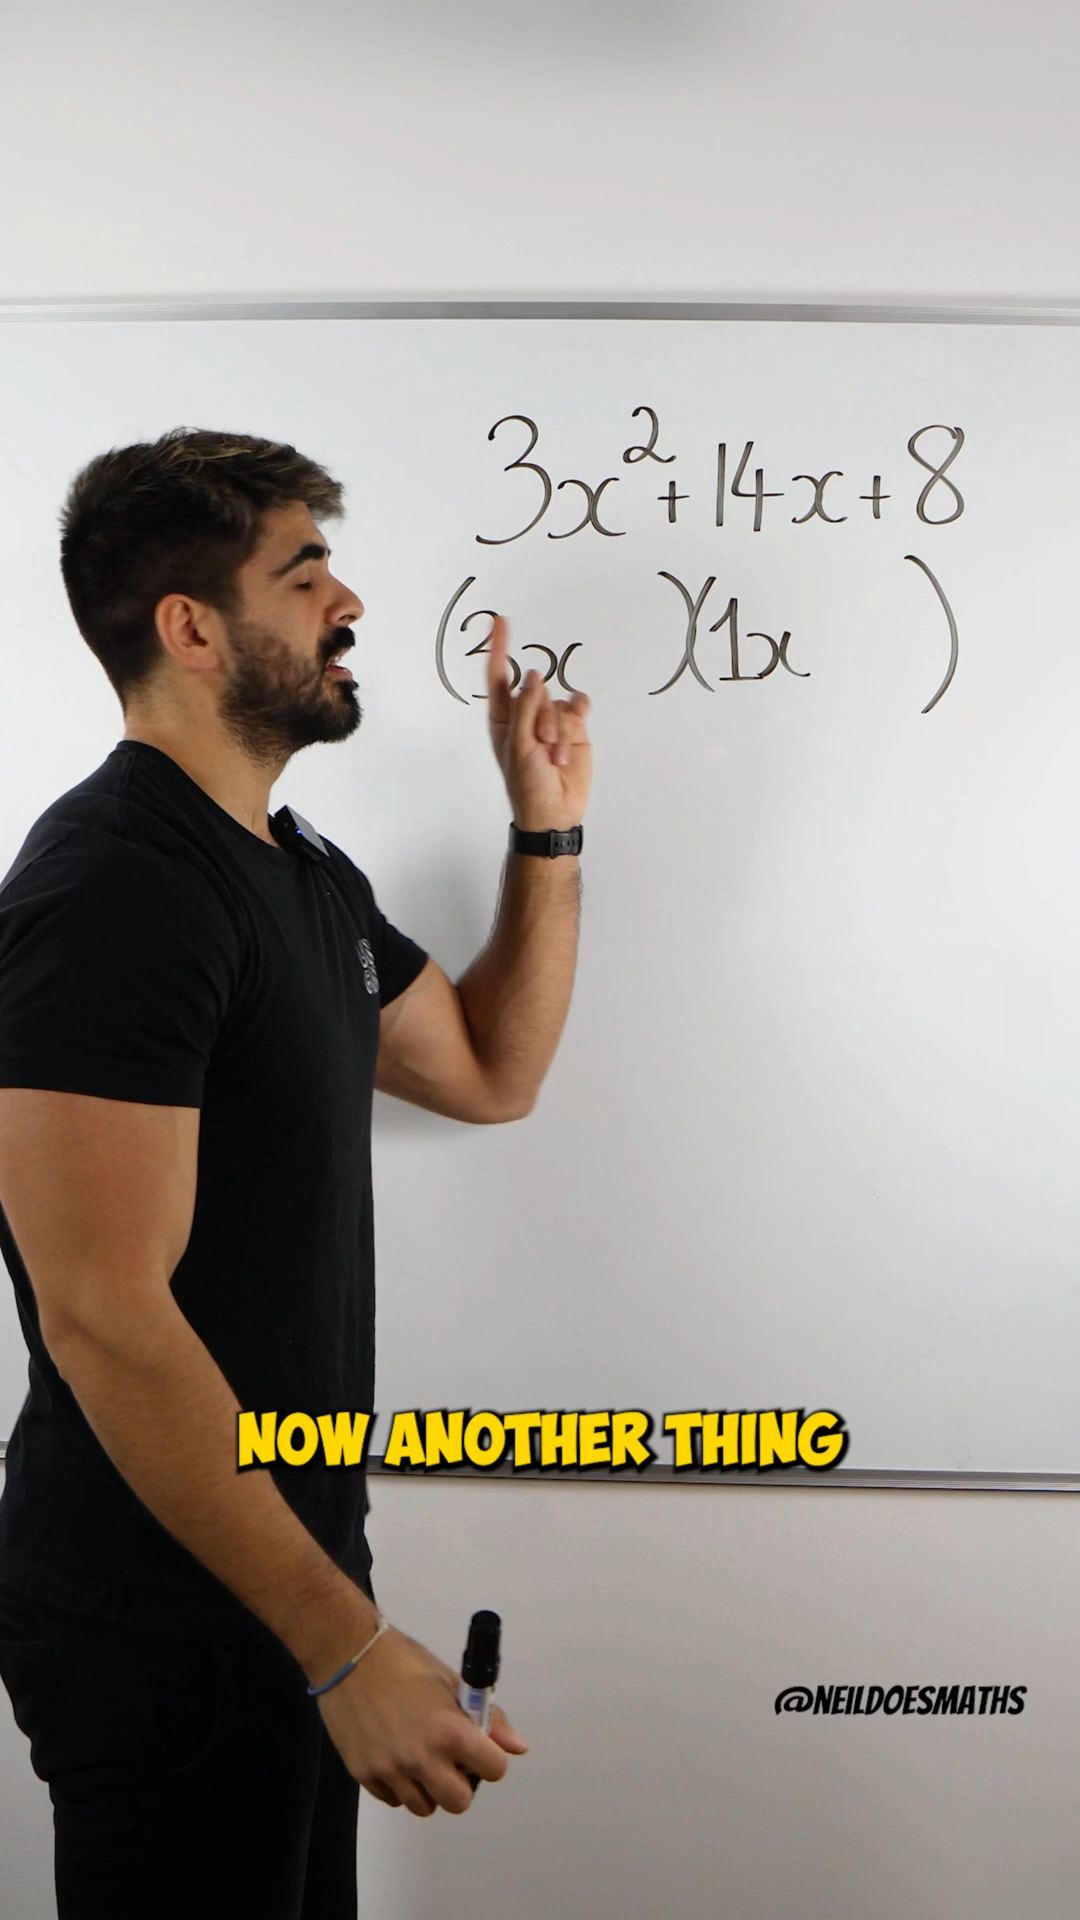 3x²+14x+8
(3x )(1x )
NOW ANOTHER THING
@NEILDOESMATHS